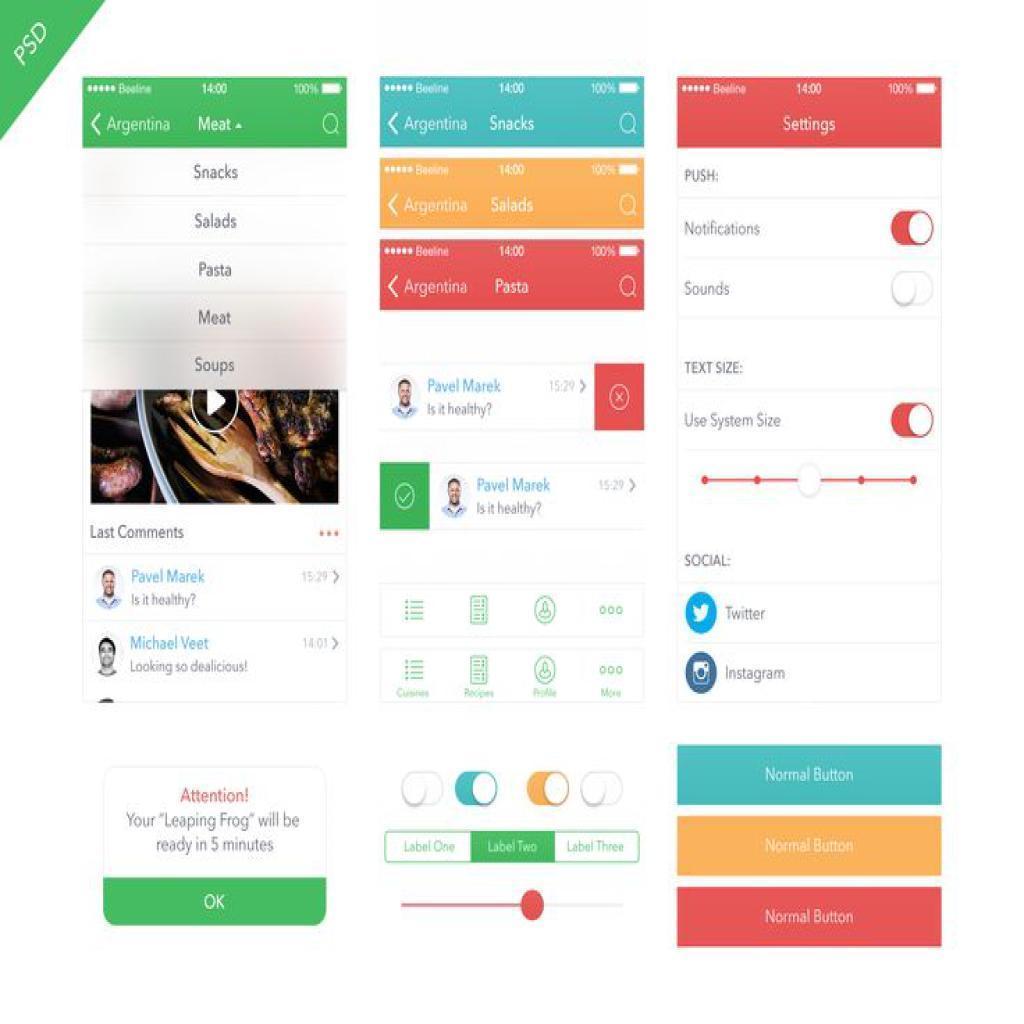 PSD
Beeline 14:00 100%
Argentina Meat
Snacks
Salads
Pasta
Meat
Soups
Last Comments
Pavel Marek 15:29
Is it healthy?
Michael Veet 14:01
Looking so dealicious!
Beeline 14:00 100%
Argentina Snacks
Beeline 14:00 100%
Argentina Salads
Beeline 14:00 100%
Argentina Pasta
Pavel Marek 15:29
Is it healthy?
Pavel Marek 15:29
Is it healthy?
Cuisines Recipes Profile More
Beeline 14:00 100%
Settings
PUSH:
Notifications
Sounds
TEXT SIZE:
Use System Size
SOCIAL:
Twitter
Instagram
Attention!
Your "Leaping Frog" will be
ready in 5 minutes
OK
Label One Label Two Label Three
Normal Button
Normal Button
Normal Button